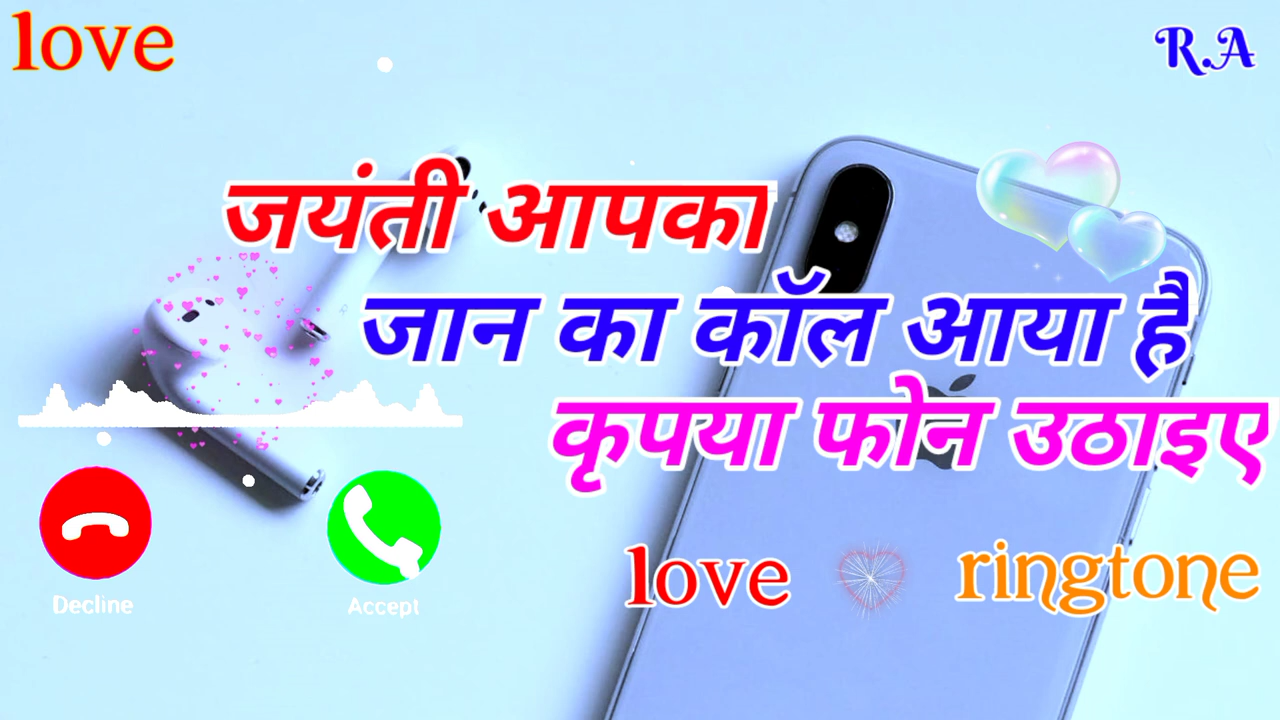 love
R.A
जयंती आपका
जान का कॉल आया है
कृपया फोन उठाइए
Decline
Accept
love ringtone